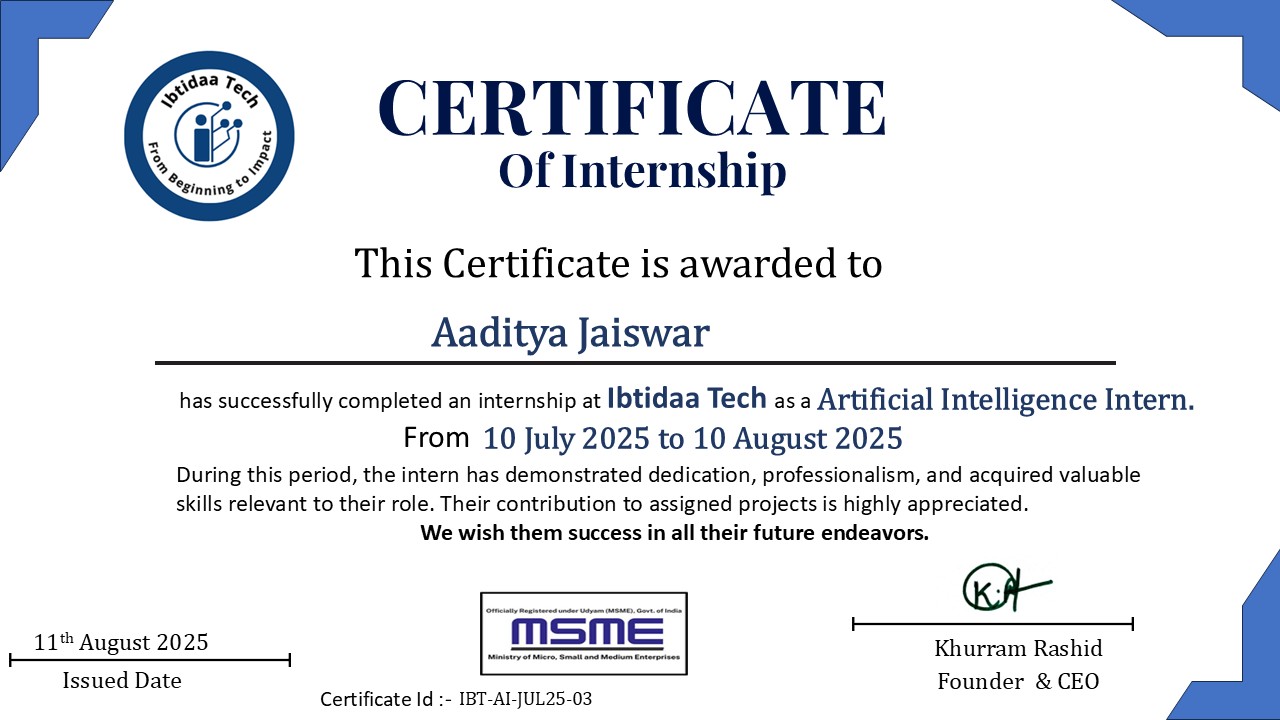 Ibtidaa Tech
From Beginning to Impact
CERTIFICATE
Of Internship
This Certificate is awarded to
Aaditya Jaiswar
has successfully completed an internship at Ibtidaa Tech as a Artificial Intelligence Intern.
From 10 July 2025 to 10 August 2025
During this period, the intern has demonstrated dedication, professionalism, and acquired valuable
skills relevant to their role. Their contribution to assigned projects is highly appreciated.
We wish them success in all their future endeavors.
11th August 2025
Issued Date
Officially Registered under Udyam (MSME), Govt. of India
MSME
Ministry of Micro, Small and Medium Enterprises
Certificate Id :- IBT-AI-JUL25-03
Khurram Rashid
Founder & CEO